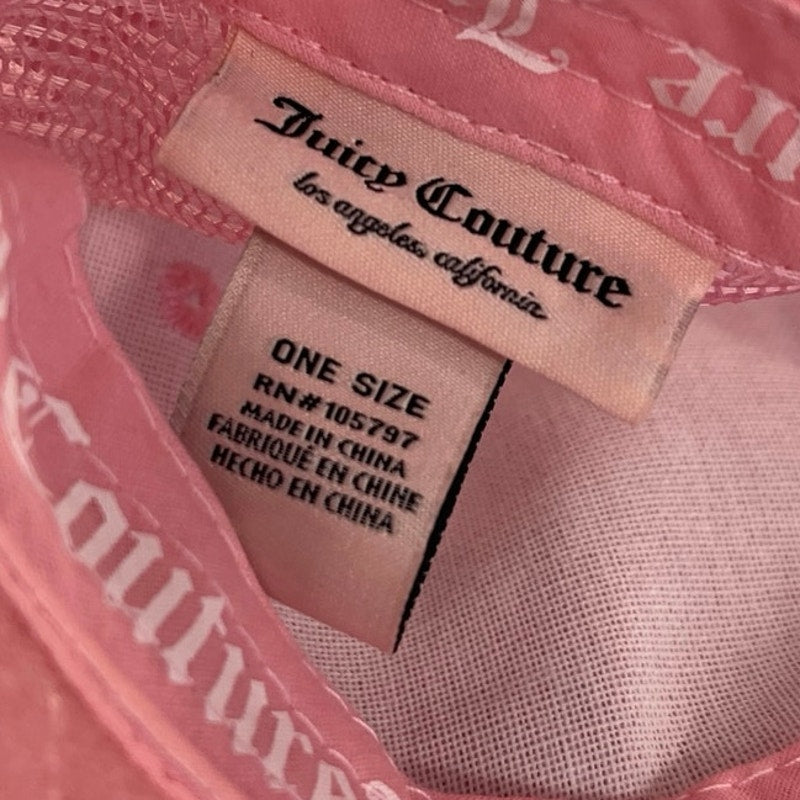 Juicy Couture
los angeles, california
ONE SIZE
RN#105797
MADE IN CHINA
FABRIQUÉ EN CHINE
HECHO EN CHINA
Couture